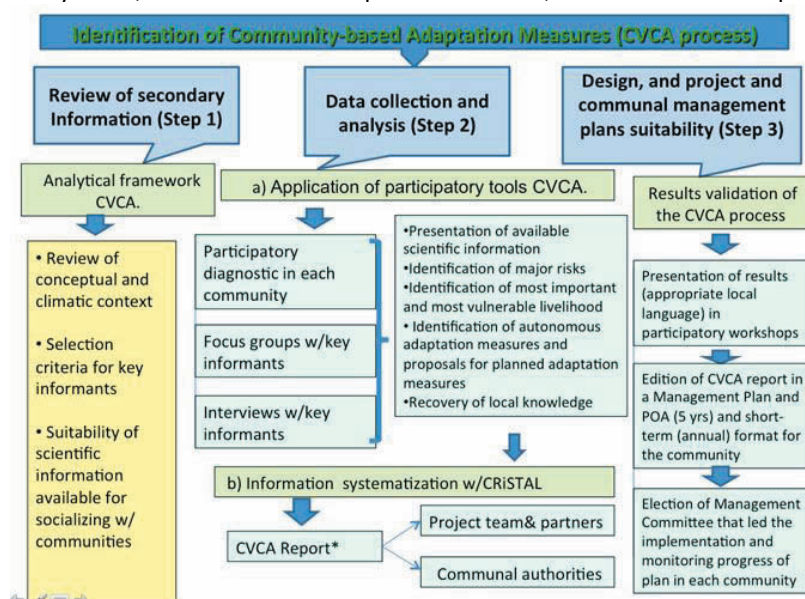 Identification of Community-based Adaptation Measures (CVCA process)
Review of secondary
Information (Step 1)
Data collection and
analysis (Step 2)
Design, and project and
communal management
plans suitability (Step 3)
Analytical framework
CVCA.
• Review of
conceptual and
climatic context
• Selection
criteria for key
informants
• Suitability of
scientific
information
available for
socializing w/
communities
a) Application of participatory tools CVCA.
Participatory
diagnostic in each
community
Focus groups w/key
informants
Interviews w/key
informants
•Presentation of available
scientific information
•Identification of major risks
•Identification of most important
and most vulnerable livelihood
• Identification of autonomous
adaptation measures and
proposals for planned adaptation
measures
•Recovery of local knowledge
b) Information systematization w/CRiSTAL
CVCA Report*
Project team& partners
Communal authorities
Results validation of
the CVCA process
Presentation of results
(appropriate local
language) in
participatory workshops
Edition of CVCA report in
a Management Plan and
POA (5 yrs) and short-
term (annual) format for
the community
Election of Management
Committee that led the
implementation and
monitoring progress of
plan in each community